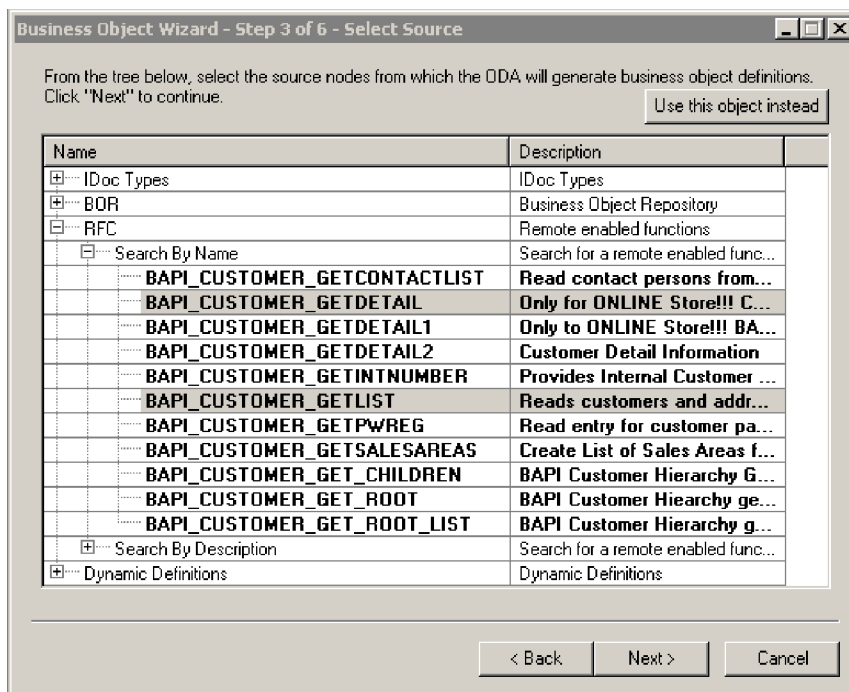 Business Object Wizard - Step 3 of 6 - Select Source
From the tree below, select the source nodes from which the ODA will generate business object definitions.
Click "Next" to continue.
Use this object instead
Name Description
IDoc Types IDoc Types
BOR Business Object Repository
RFC Remote enabled functions
Search By Name Search for a remote enabled func...
BAPI_CUSTOMER_GETCONTACTLIST Read contact persons from...
BAPI_CUSTOMER_GETDETAIL Only for ONLINE Store!!! C...
BAPI_CUSTOMER_GETDETAIL1 Only to ONLINE Store!!! BA...
BAPI_CUSTOMER_GETDETAIL2 Customer Detail Information
BAPI_CUSTOMER_GETINTNUMBER Provides Internal Customer ...
BAPI_CUSTOMER_GETLIST Reads customers and addr...
BAPI_CUSTOMER_GETPWREG Read entry for customer pa...
BAPI_CUSTOMER_GETSALESAREAS Create List of Sales Areas f...
BAPI_CUSTOMER_GET_CHILDREN BAPI Customer Hierarchy G...
BAPI_CUSTOMER_GET_ROOT BAPI Customer Hiearchy ge...
BAPI_CUSTOMER_GET_ROOT_LIST BAPI Customer Hierarchy g...
Search By Description Search for a remote enabled func...
Dynamic Definitions Dynamic Definitions
< Back Next > Cancel